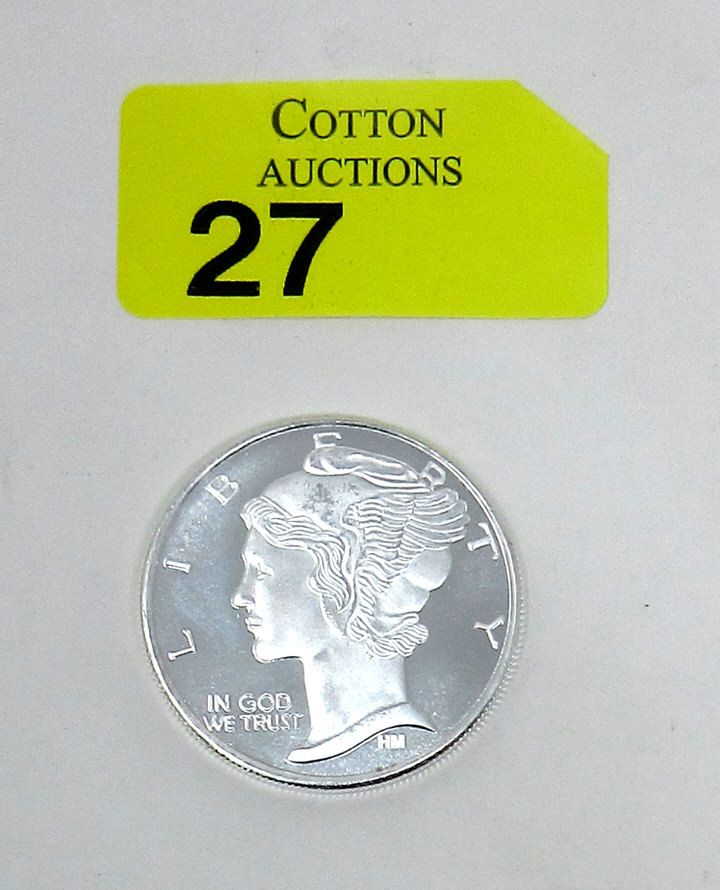 COTTON
AUCTIONS
27
LIBERTY
IN GOD
WE TRUST
HM